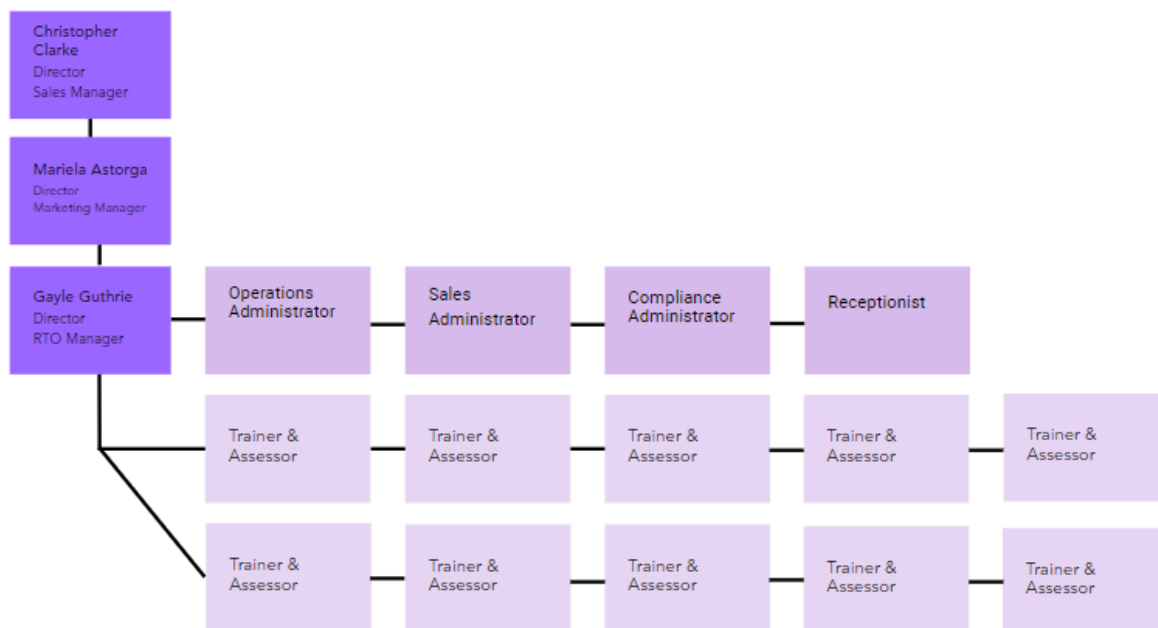 Christopher
Clarke
Director
Sales Manager
Mariela Astorga
Director
Marketing Manager
Gayle Guthrie
Director
RTO Manager
Operations
Administrator
Sales
Administrator
Compliance
Administrator
Receptionist
Trainer &
Assessor
Trainer &
Assessor
Trainer &
Assessor
Trainer &
Assessor
Trainer &
Assessor
Trainer &
Assessor
Trainer &
Assessor
Trainer &
Assessor
Trainer &
Assessor
Trainer &
Assessor